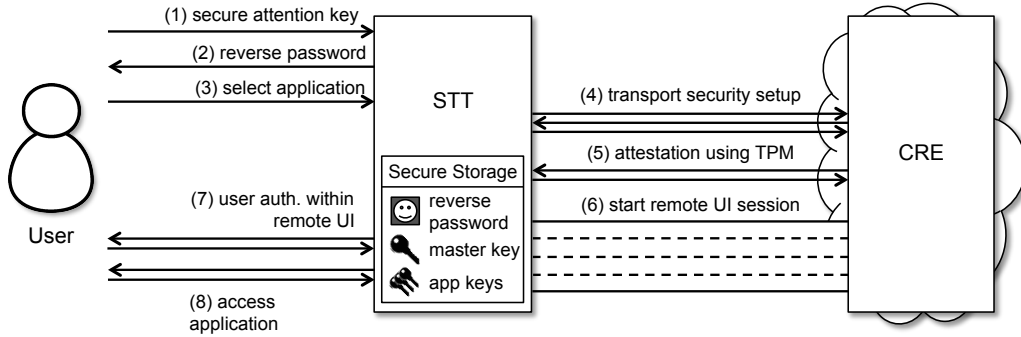 (1) secure attention key
(2) reverse password
(3) select application
STT
(4) transport security setup
(5) attestation using TPM
CRE
Secure Storage
reverse
password
master key
app keys
(6) start remote UI session
(7) user auth. within
remote UI
User
(8) access
application